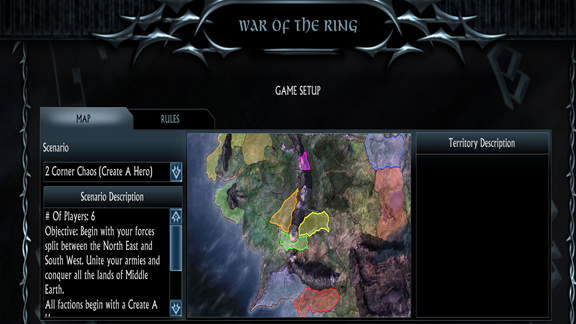 WAR OF THE RING
GAME SETUP
MAP
RULES
Scenario
2 Corner Chaos (Create A Hero)
Scenario Description
# Of Players: 6
Objective: Begin with your forces
split between the North East and
South West. Unite your armies and
conquer all the lands of Middle
Earth.
All factions begin with a Create A
Territory Description